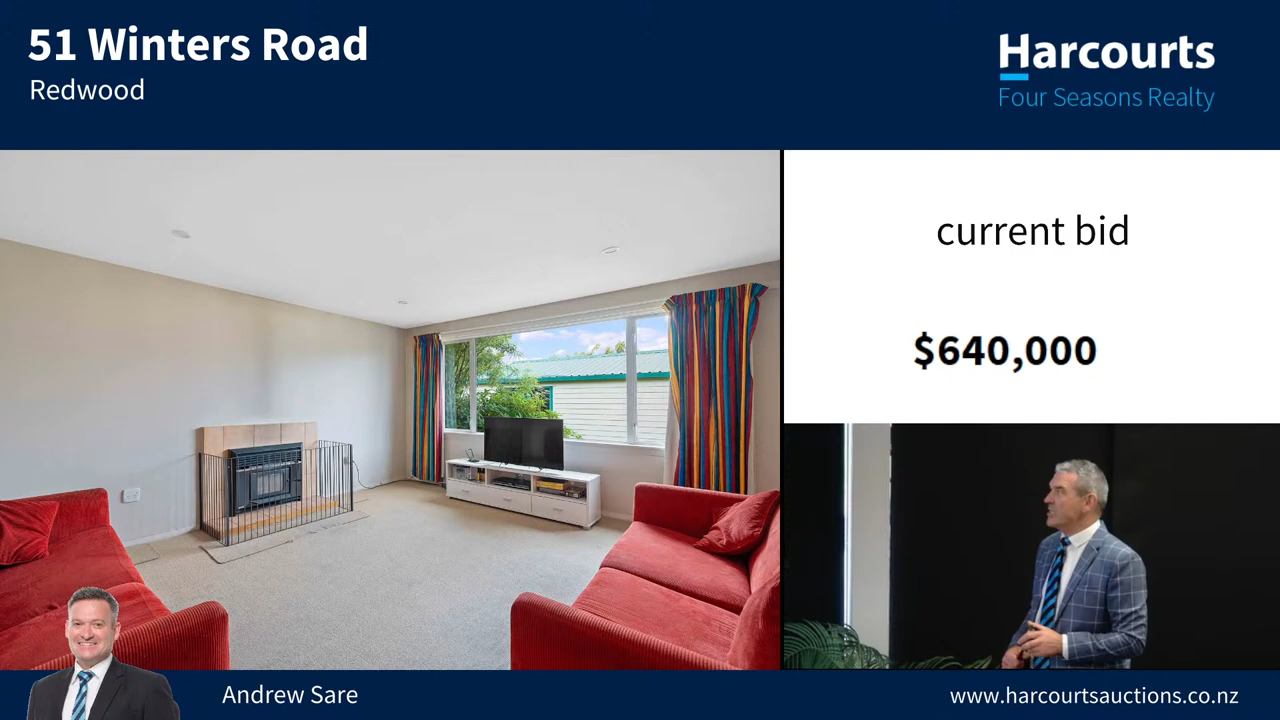 51 Winters Road
Redwood
Harcourts
Four Seasons Realty
current bid
$640,000
Andrew Sare
www.harcourtsauctions.co.nz